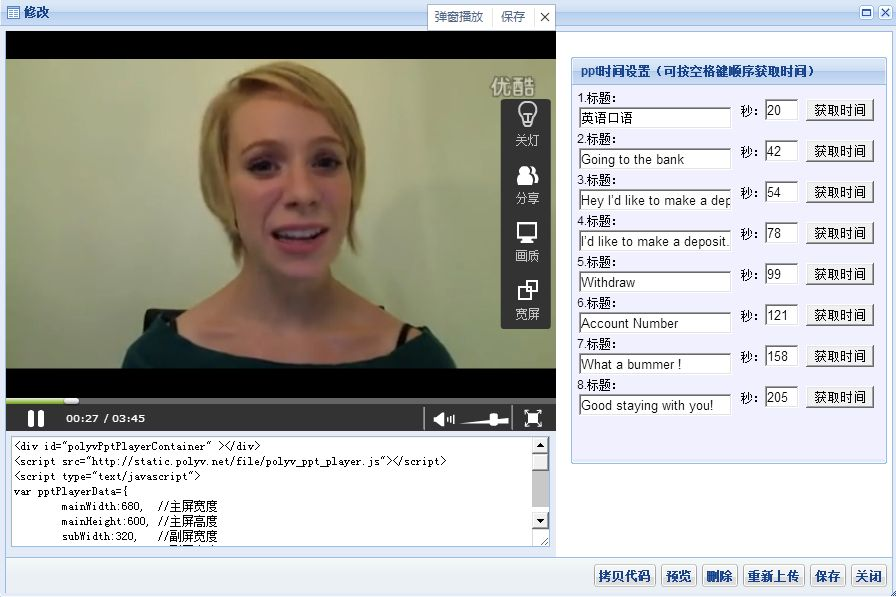 修改
弹窗播放 保存
优酷
关灯
分享
画质
宽屏
00:27 / 03:45
<div id="polyvPptPlayerContainer" ></div>
<script src="http://static.polyv.net/file/polyv_ppt_player.js"></script>
<script type="text/javascript">
var pptPlayerData={
mainWidth:680, //主屏宽度
mainHeight:600, //主屏高度
subWidth:320, //副屏宽度
ppt时间设置（可按空格键顺序获取时间）
1.标题:
英语口语 秒: 20 获取时间
2.标题:
Going to the bank 秒: 42 获取时间
3.标题:
Hey I'd like to make a dep 秒: 54 获取时间
4.标题:
I'd like to make a deposit. 秒: 78 获取时间
5.标题:
Withdraw 秒: 99 获取时间
6.标题:
Account Number 秒: 121 获取时间
7.标题:
What a bummer ! 秒: 158 获取时间
8.标题:
Good staying with you! 秒: 205 获取时间
拷贝代码 预览 删除 重新上传 保存 关闭